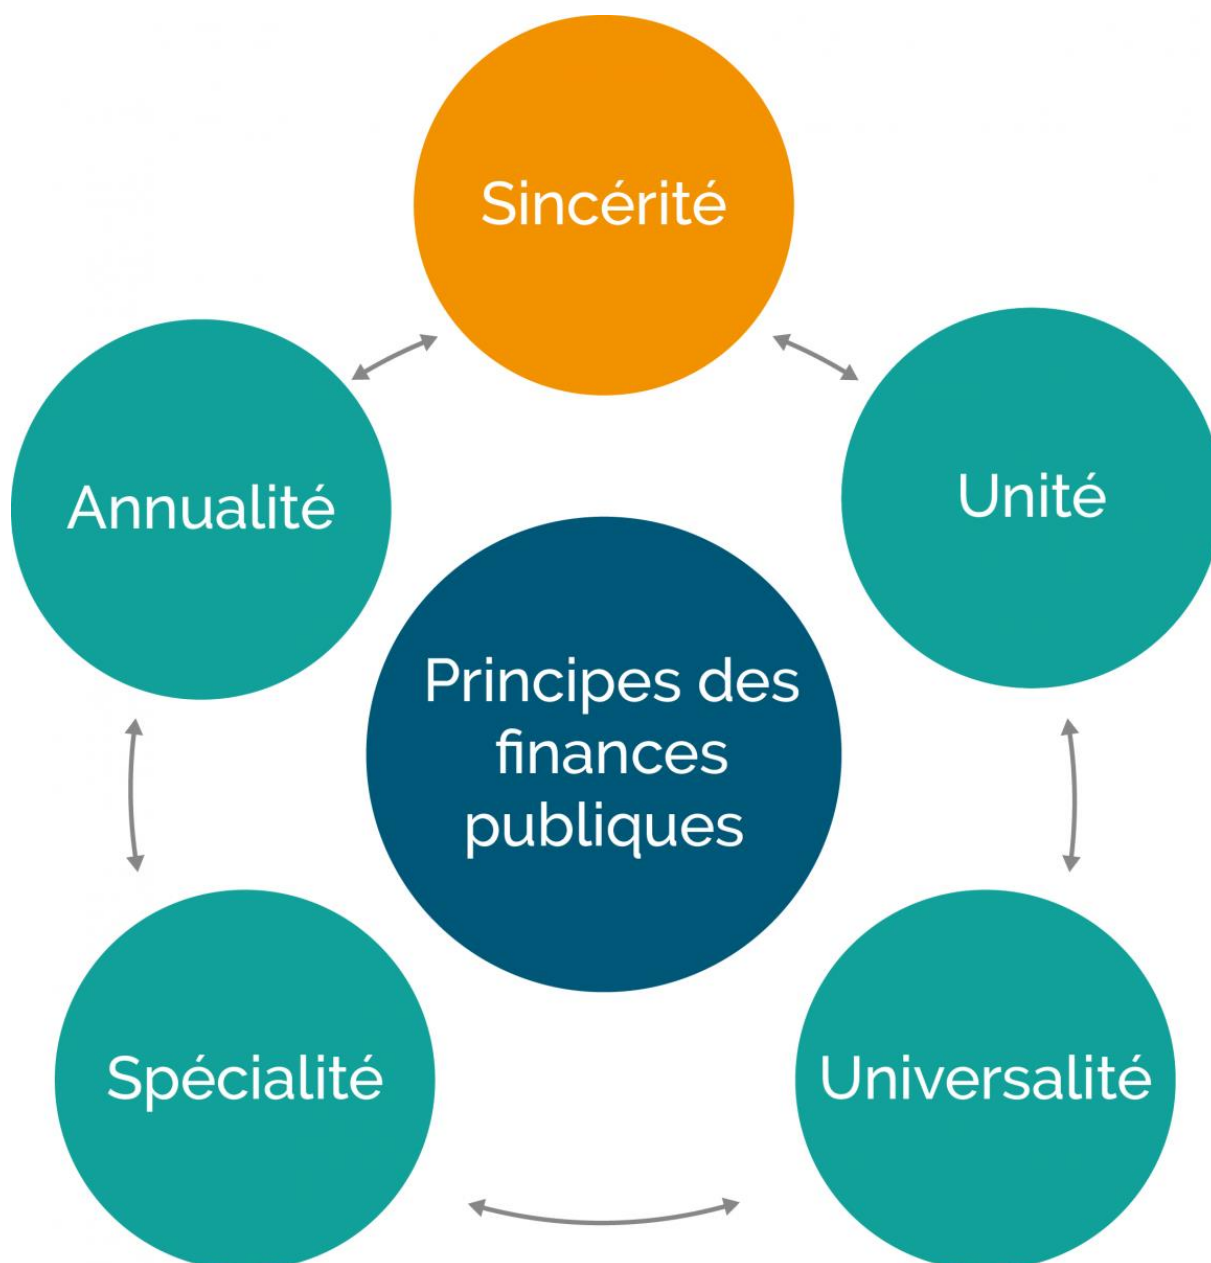 Sincérité
Annualité
Unité
Principes des
finances
publiques
Spécialité
Universalité